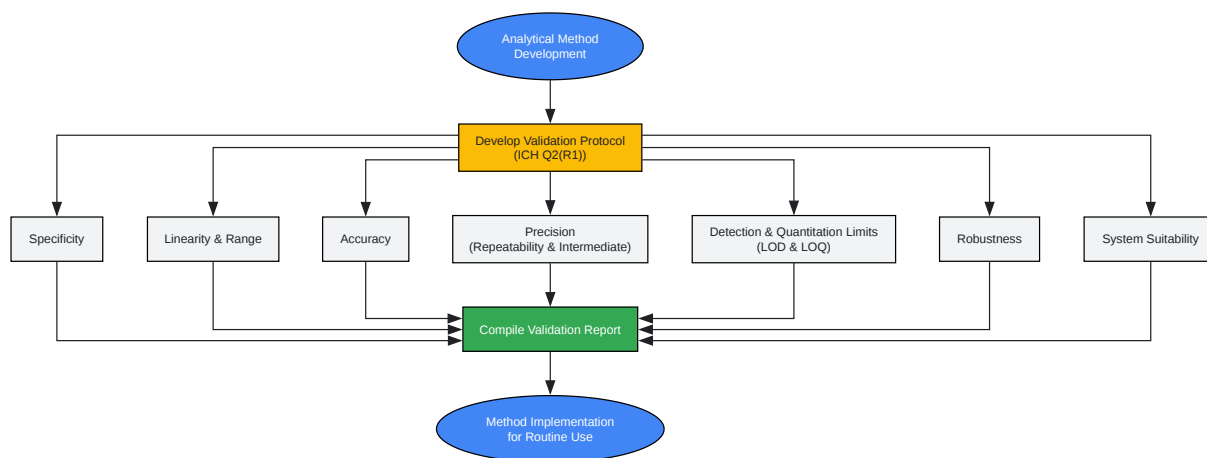 Analytical Method
Development
Develop Validation Protocol
(ICH Q2(R1))
Specificity
Linearity & Range
Accuracy
Precision
(Repeatability & Intermediate)
Detection & Quantitation Limits
(LOD & LOQ)
Robustness
System Suitability
Compile Validation Report
Method Implementation
for Routine Use